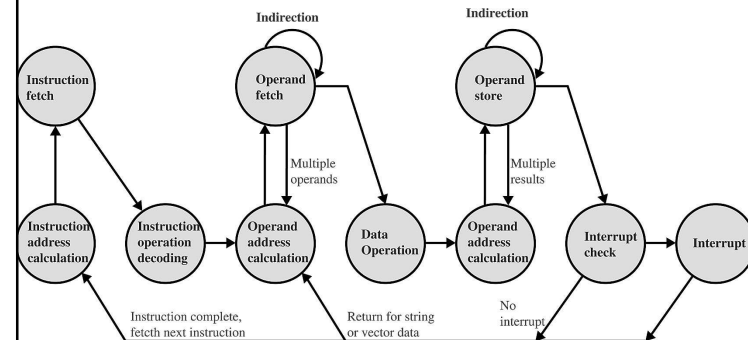 Indirection
Indirection
Instruction
fetch
Operand
fetch
Operand
store
Multiple
operands
Multiple
results
Instruction
address
calculation
Instruction
operation
decoding
Operand
address
calculation
Data
Operation
Operand
address
calculation
Interrupt
check
Interrupt
Instruction complete,
fetcth next instruction
Return for string
or vector data
No
interrupt